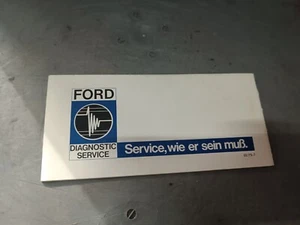 FORD
DIAGNOSTIC
SERVICE
Service, wie er sein muß.